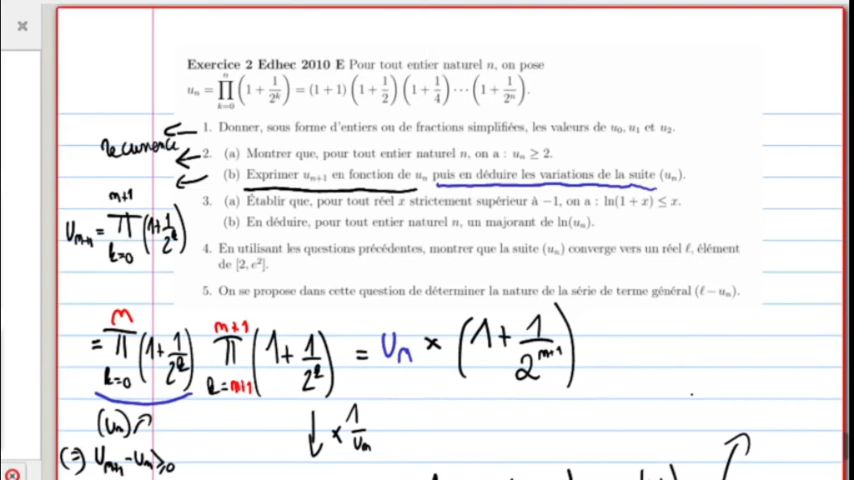 Exercice 2 Edhec 2010 E Pour tout entier naturel n, on pose
u_n = ∏_{k=0}^{n} (1 + 1/2^k) = (1 + 1) (1 + 1/2) (1 + 1/4) ··· (1 + 1/2^n).
1. Donner, sous forme d'entiers ou de fractions simplifiées, les valeurs de u_0, u_1 et u_2.
recurrence
2. (a) Montrer que, pour tout entier naturel n, on a : u_n ≥ 2.
(b) Exprimer u_{n+1} en fonction de u_n puis en déduire les variations de la suite (u_n).
3. (a) Établir que, pour tout réel x strictement supérieur à −1, on a : ln(1 + x) ≤ x.
(b) En déduire, pour tout entier naturel n, un majorant de ln(u_n).
U_{n+1} = ∏_{k=0}^{n+1} (1 + 1/2^k)
4. En utilisant les questions précédentes, montrer que la suite (u_n) converge vers un réel ℓ, élément
de [2, e²].
5. On se propose dans cette question de déterminer la nature de la série de terme général (ℓ − u_n).
= ∏_{k=0}^{n} (1 + 1/2^k) ∏_{k=n+1}^{n+1} (1 + 1/2^k) = U_n × (1 + 1/2^{n+1})
(U_n) ↗ ↓ × 1/U_n
(=) U_{n+1} - U_n ≥ 0